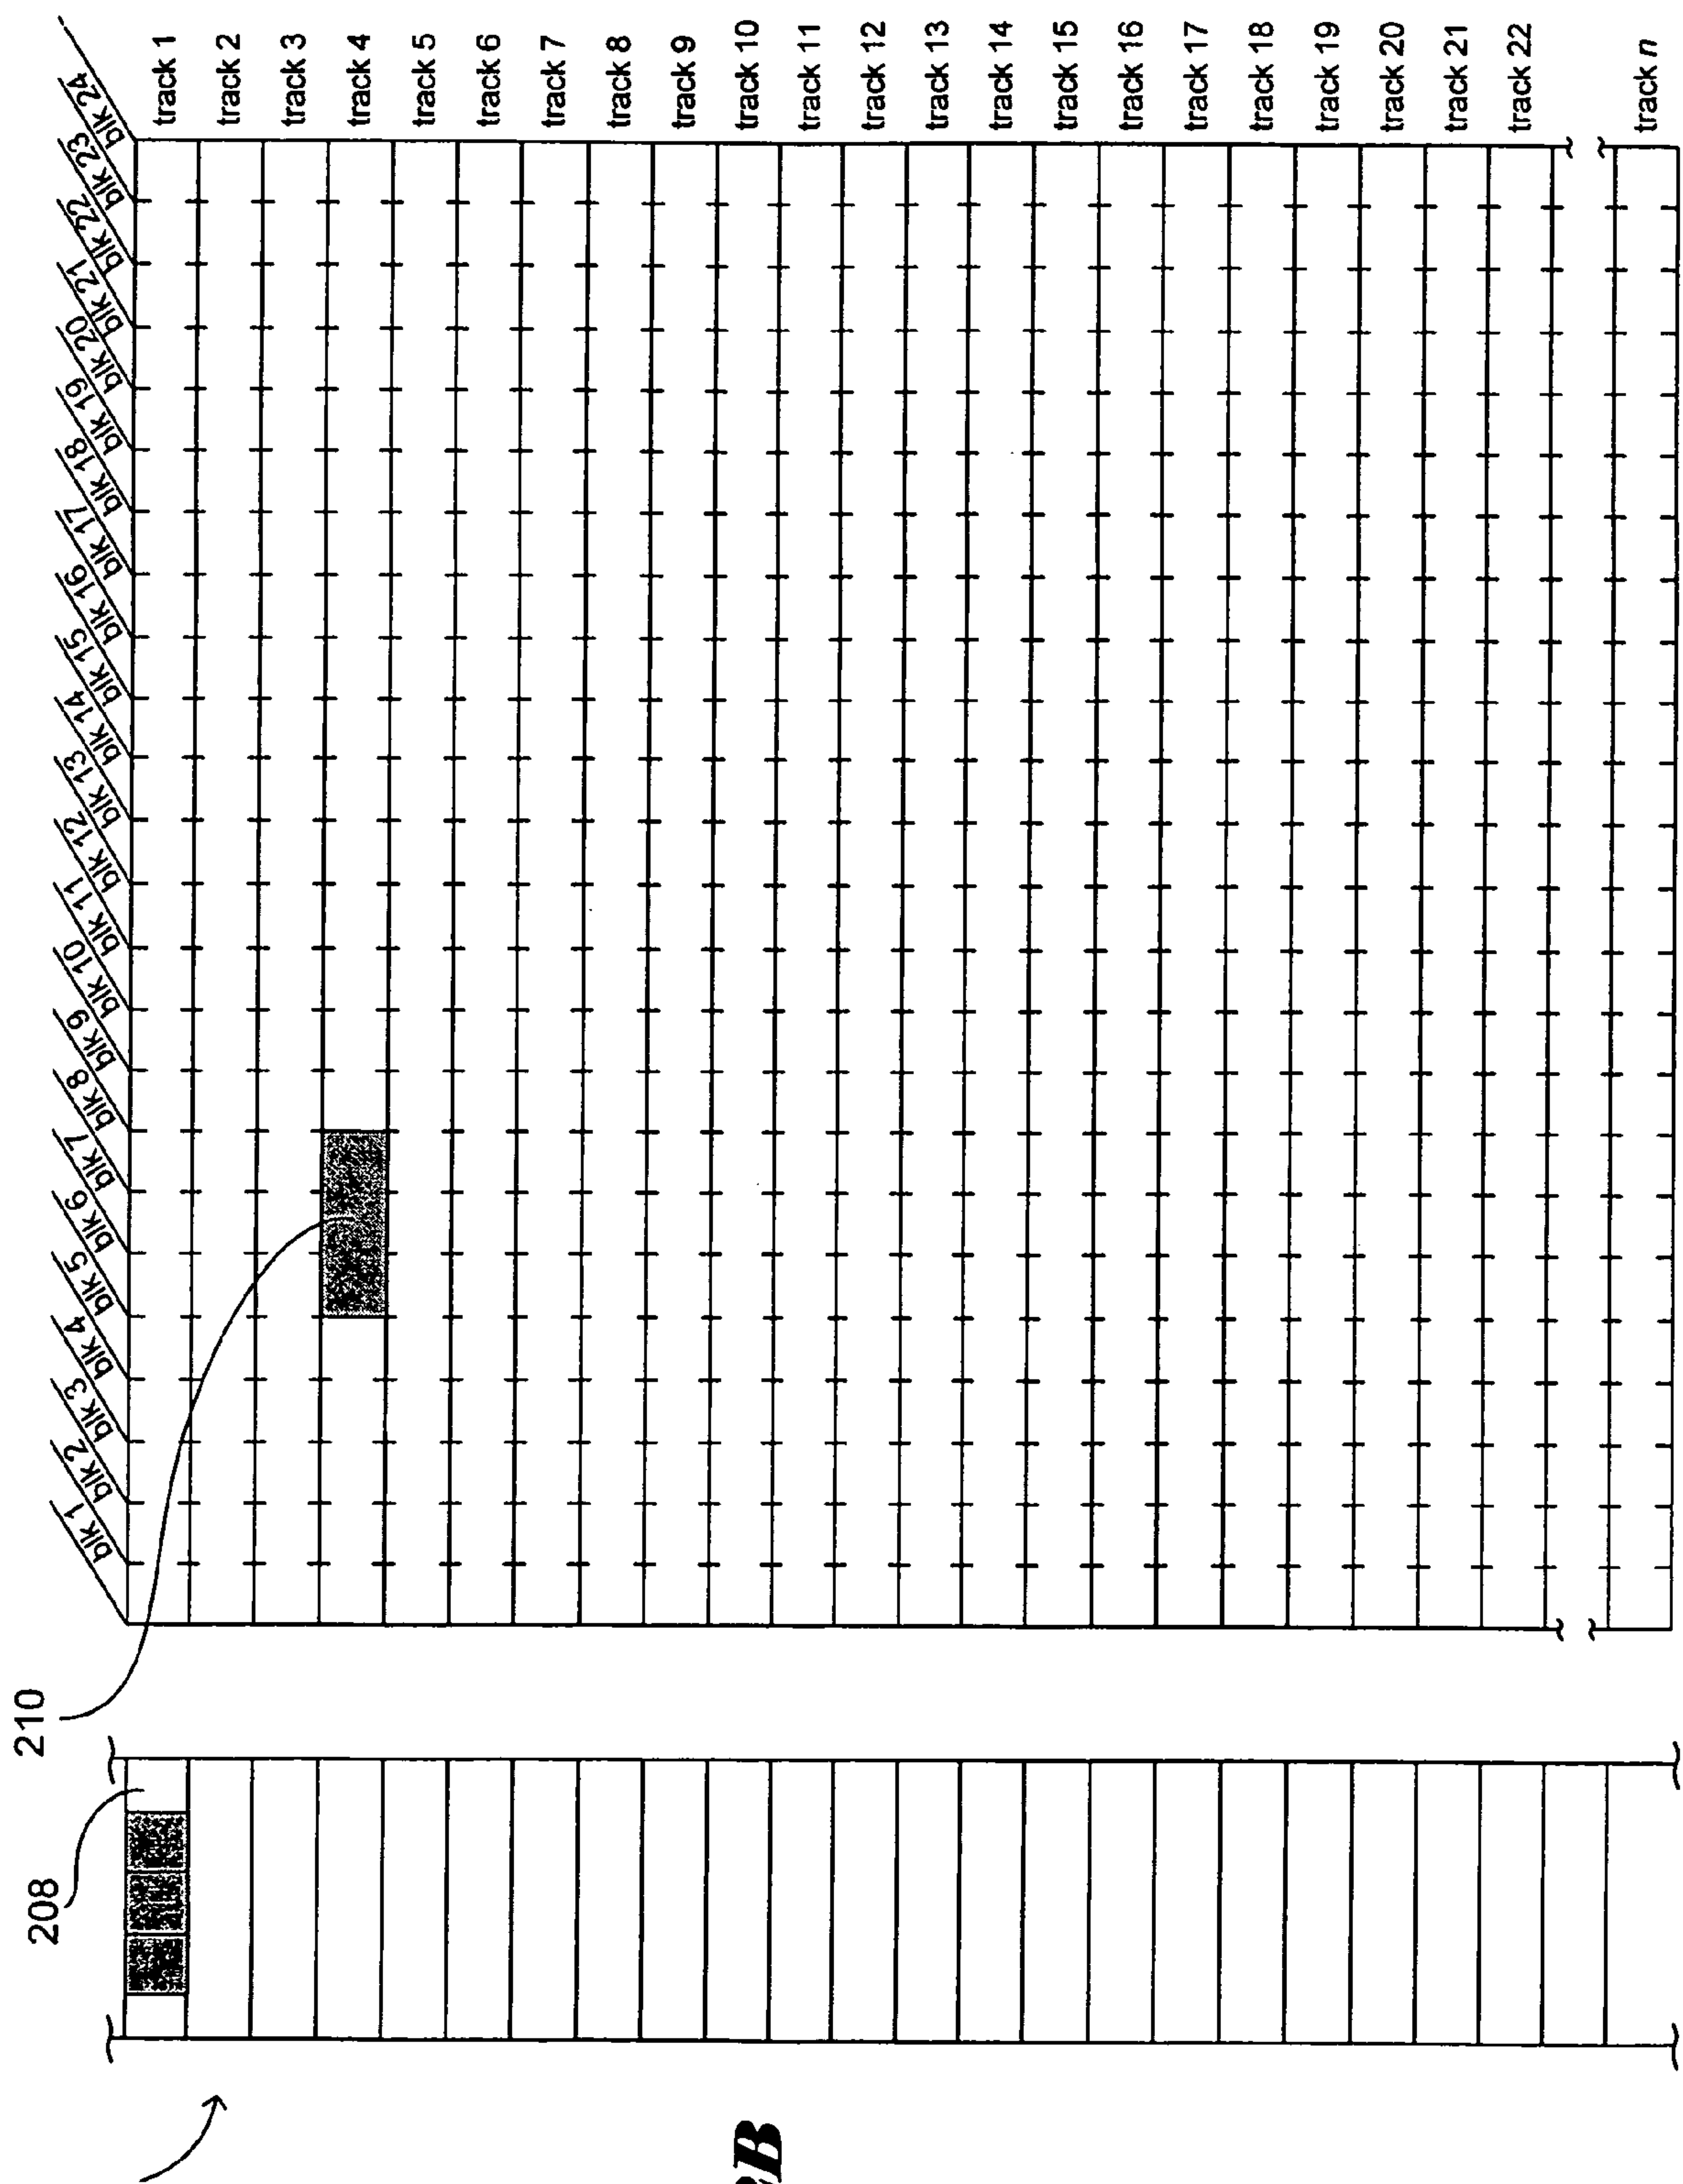 blk 1
blk 2
blk 3
blk 4
blk 5
blk 6
blk 7
blk 8
blk 9
blk 10
blk 11
blk 12
blk 13
blk 14
blk 15
blk 16
blk 17
blk 18
blk 19
blk 20
blk 21
blk 22
blk 23
blk 24
track 1
track 2
track 3
track 4
track 5
track 6
track 7
track 8
track 9
track 10
track 11
track 12
track 13
track 14
track 15
track 16
track 17
track 18
track 19
track 20
track 21
track 22
track n
210
208